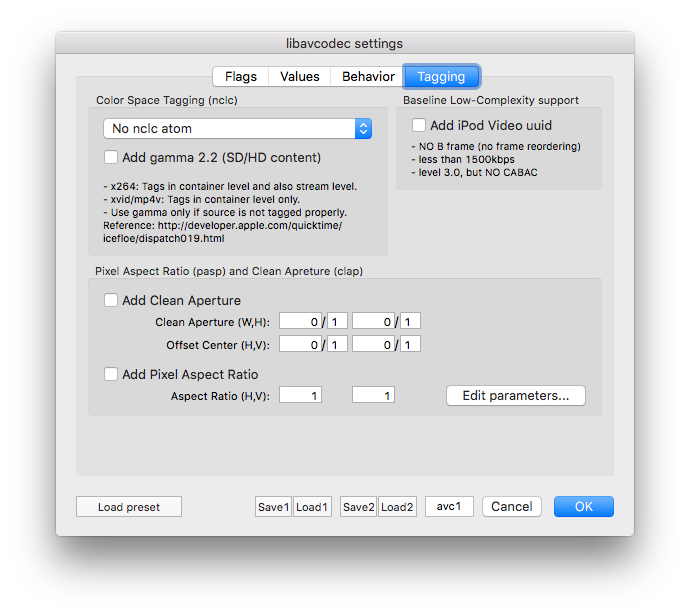 libavcodec settings
Flags Values Behavior Tagging
Color Space Tagging (nclc)
No nclc atom
Add gamma 2.2 (SD/HD content)
- x264: Tags in container level and also stream level.
- xvid/mp4v: Tags in container level only.
- Use gamma only if source is not tagged properly.
Reference: http://developer.apple.com/quicktime/
icefloe/dispatch019.html
Baseline Low-Complexity support
Add iPod Video uuid
- NO B frame (no frame reordering)
- less than 1500kbps
- level 3.0, but NO CABAC
Pixel Aspect Ratio (pasp) and Clean Apreture (clap)
Add Clean Aperture
Clean Aperture (W,H): 0/1 0/1
Offset Center (H,V): 0/1 0/1
Add Pixel Aspect Ratio
Aspect Ratio (H,V): 1 1
Edit parameters...
Load preset Save1 Load1 Save2 Load2 avc1 Cancel OK